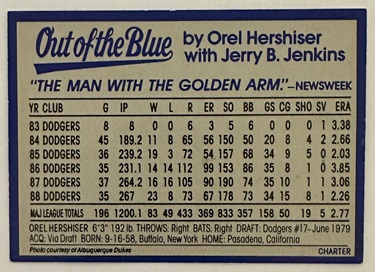 Out of the Blue by Orel Hershiser
with Jerry B. Jenkins
"THE MAN WITH THE GOLDEN ARM."–NEWSWEEK
YR CLUB G IP W L R ER SO BB GS CG SHO SV ERA
83 DODGERS 8 8 0 0 6 3 5 6 0 0 0 1 3.38
84 DODGERS 45 189.2 11 8 65 56 150 50 20 8 4 2 2.66
85 DODGERS 36 239.2 19 3 72 54 157 68 34 9 5 0 2.03
86 DODGERS 35 231.1 14 14 112 99 153 86 35 8 1 0 3.85
87 DODGERS 37 264.2 16 16 105 90 190 74 35 10 1 1 3.06
88 DODGERS 35 267 23 8 73 67 178 73 34 15 8 1 2.26
MAJ LEAGUE TOTALS 196 1200.1 83 49 433 369 833 357 158 50 19 5 2.77
OREL HERSHISER 6'3" 192 lb. THROWS: Right BATS: Right DRAFT: Dodgers #17-June 1979
ACQ: Via Draft BORN: 9-16-58, Buffalo, New York HOME: Pasadena, California
Photo courtesy of Albuquerque Dukes CHARTER